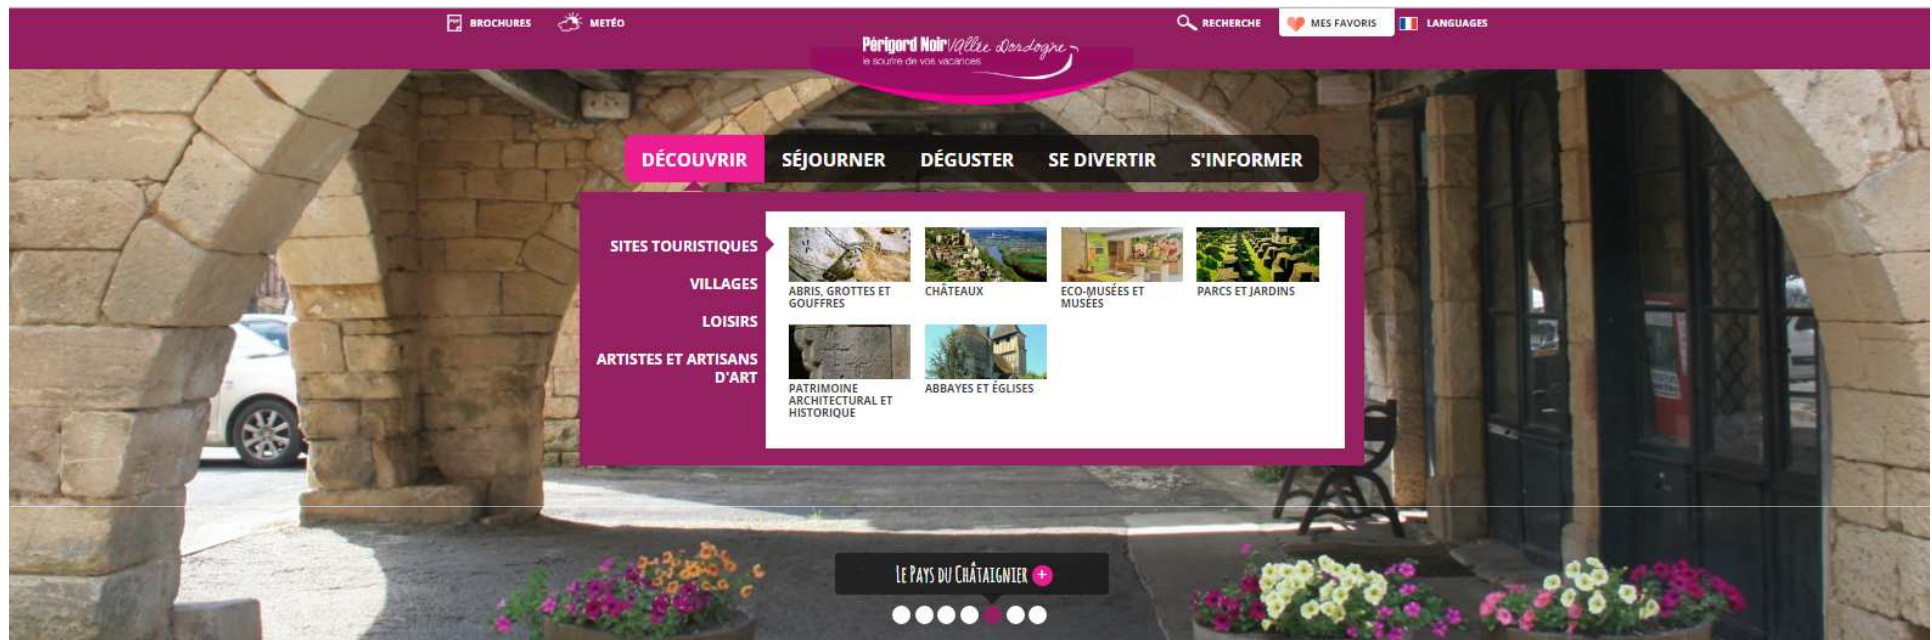 BROCHURES
METÉO
RECHERCHE
MES FAVORIS
LANGUAGES
Périgord Noir Vallée Dordogne
le sourire de vos vacances
DÉCOUVRIR
SÉJOURNER
DÉGUSTER
SE DIVERTIR
S'INFORMER
SITES TOURISTIQUES
VILLAGES
LOISIRS
ARTISTES ET ARTISANS
D'ART
ABRIS, GROTTES ET
GOUFFRES
CHÂTEAUX
ECO-MUSÉES ET
MUSÉES
PARCS ET JARDINS
PATRIMOINE
ARCHITECTURAL ET
HISTORIQUE
ABBAYES ET ÉGLISES
LE PAYS DU CHÂTAIGNIER +